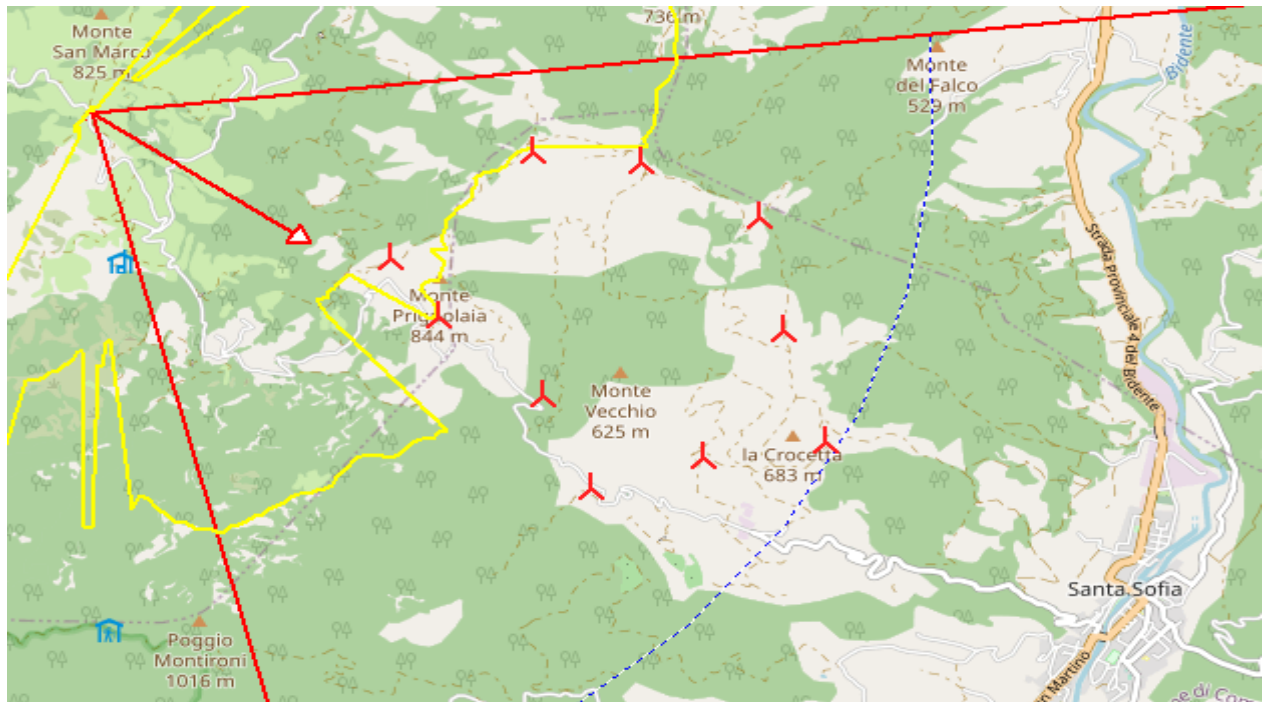 Monte
San Marco
825 m
736 m
Monte
del Falco
529 m
Bidente
Strada Provinciale 4 del Bidente
Monte
844 m
Monte
Vecchio
625 m
la Crocetta
683 m
Santa Sofia
Poggio
Montironi
1016 m
Martino